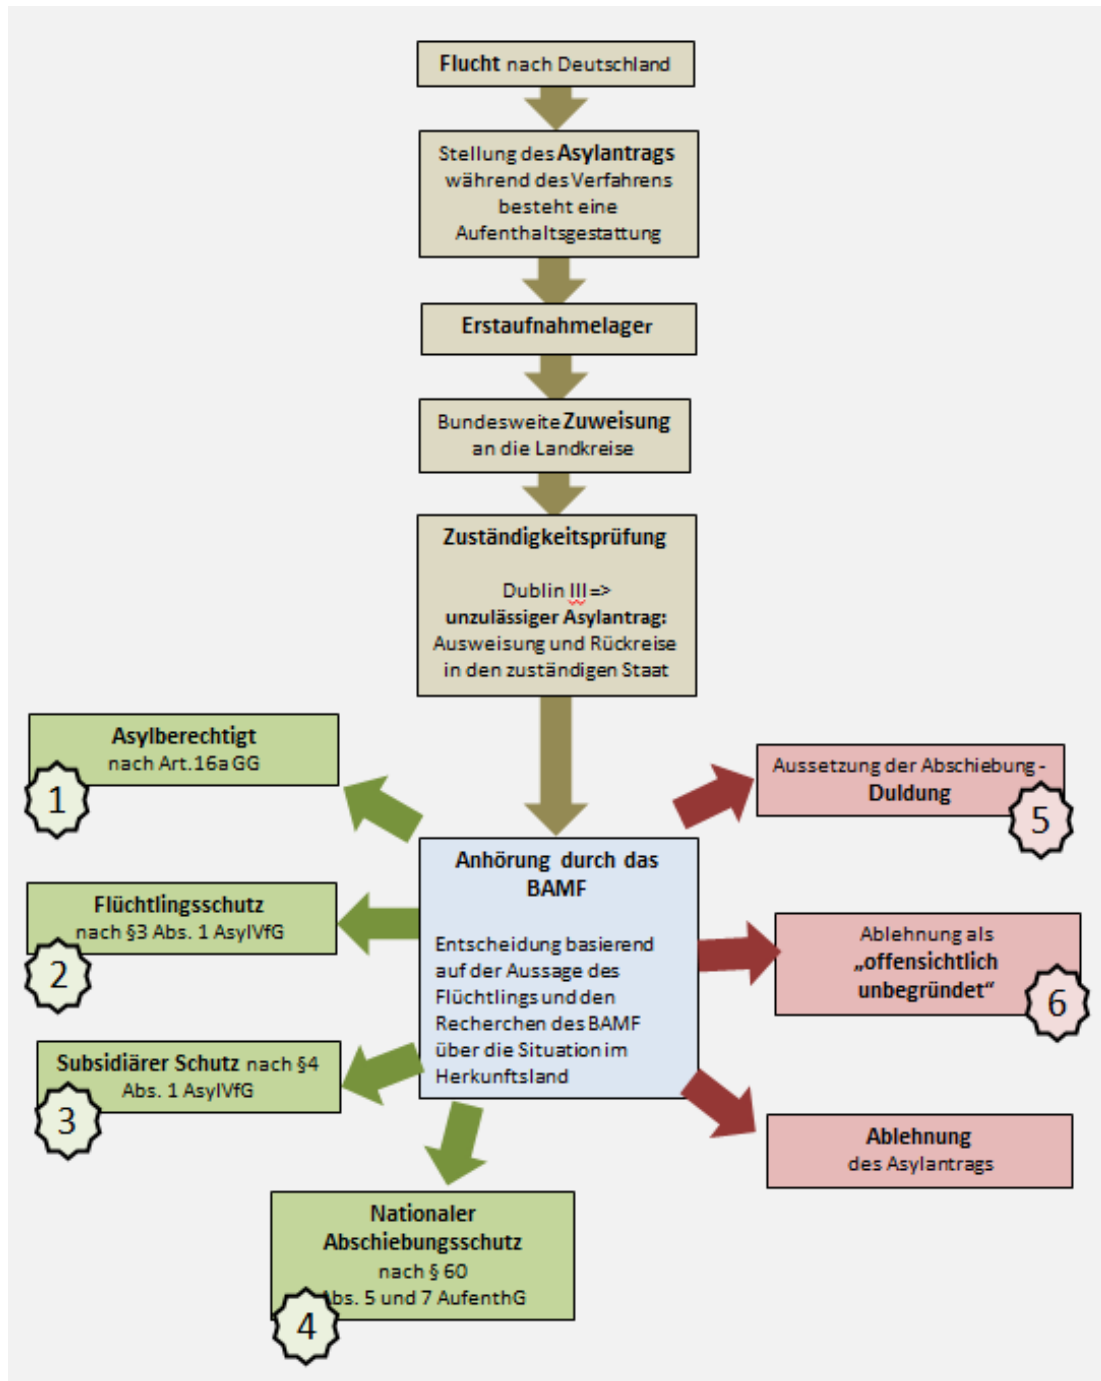 Flucht nach Deutschland
Stellung des Asylantrags
während des Verfahrens
besteht eine
Aufenthaltsgestattung
Erstaufnahmelager
Bundesweite Zuweisung
an die Landkreise
Zuständigkeitsprüfung
Dublin III =>
unzulässiger Asylantrag:
Ausweisung und Rückreise
in den zuständigen Staat
Asylberechtigt
nach Art.16a GG
1
Aussetzung der Abschiebung -
Duldung
5
Anhörung durch das
BAMF
Entscheidung basierend
auf der Aussage des
Flüchtlings und den
Recherchen des BAMF
über die Situation im
Herkunftsland
Flüchtlingsschutz
nach §3 Abs. 1 AsylVfG
2
Ablehnung als
„offensichtlich
unbegründet“
6
Subsidiärer Schutz nach §4
Abs. 1 AsylVfG
3
Ablehnung
des Asylantrags
Nationaler
Abschiebungsschutz
nach § 60
Abs. 5 und 7 AufenthG
4